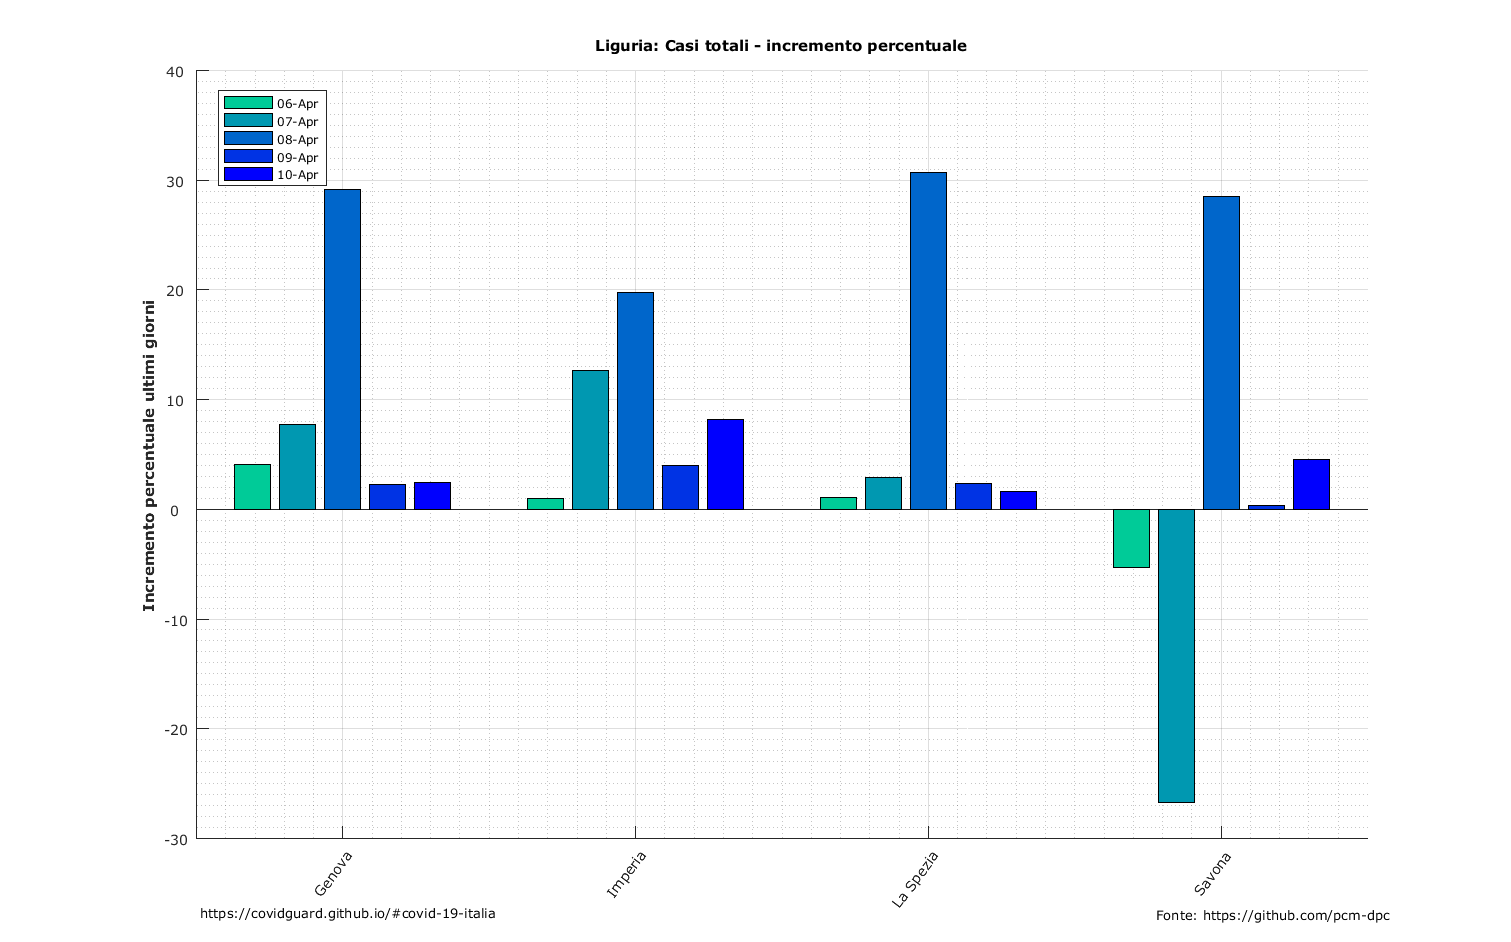 Liguria: Casi totali - incremento percentuale
Incremento percentuale ultimi giorni
40
30
20
10
0
-10
-20
-30
06-Apr
07-Apr
08-Apr
09-Apr
10-Apr
Genova
Imperia
La Spezia
Savona
https://covidguard.github.io/#covid-19-italia
Fonte: https://github.com/pcm-dpc